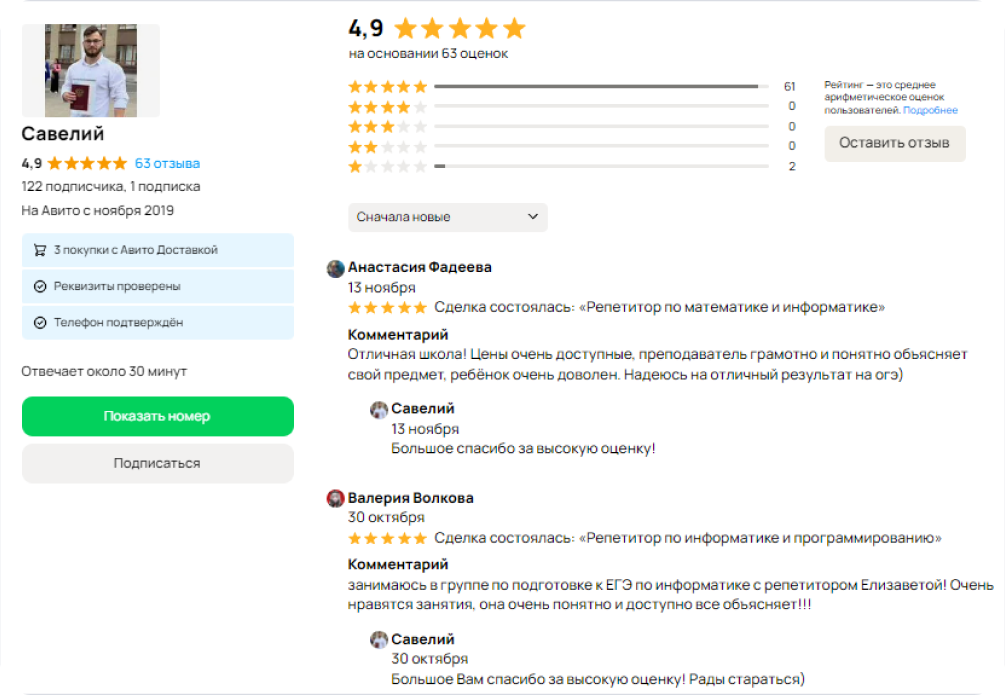 Савелий
4,9 63 отзыва
122 подписчика, 1 подписка
На Авито с ноября 2019
3 покупки с Авито Доставкой
Реквизиты проверены
Телефон подтверждён
Отвечает около 30 минут
Показать номер
Подписаться
4,9
на основании 63 оценок
61
0
0
0
2
Рейтинг — это среднее
арифметическое оценок
пользователей. Подробнее
Оставить отзыв
Сначала новые
Анастасия Фадеева
13 ноября
Сделка состоялась: «Репетитор по математике и информатике»
Комментарий
Отличная школа! Цены очень доступные, преподаватель грамотно и понятно объясняет
свой предмет, ребёнок очень доволен. Надеюсь на отличный результат на огэ)
Савелий
13 ноября
Большое спасибо за высокую оценку!
Валерия Волкова
30 октября
Сделка состоялась: «Репетитор по информатике и программированию»
Комментарий
занимаюсь в группе по подготовке к ЕГЭ по информатике с репетитором Елизаветой! Очень
нравятся занятия, она очень понятно и доступно все объясняет!!!
Савелий
30 октября
Большое Вам спасибо за высокую оценку! Рады стараться)